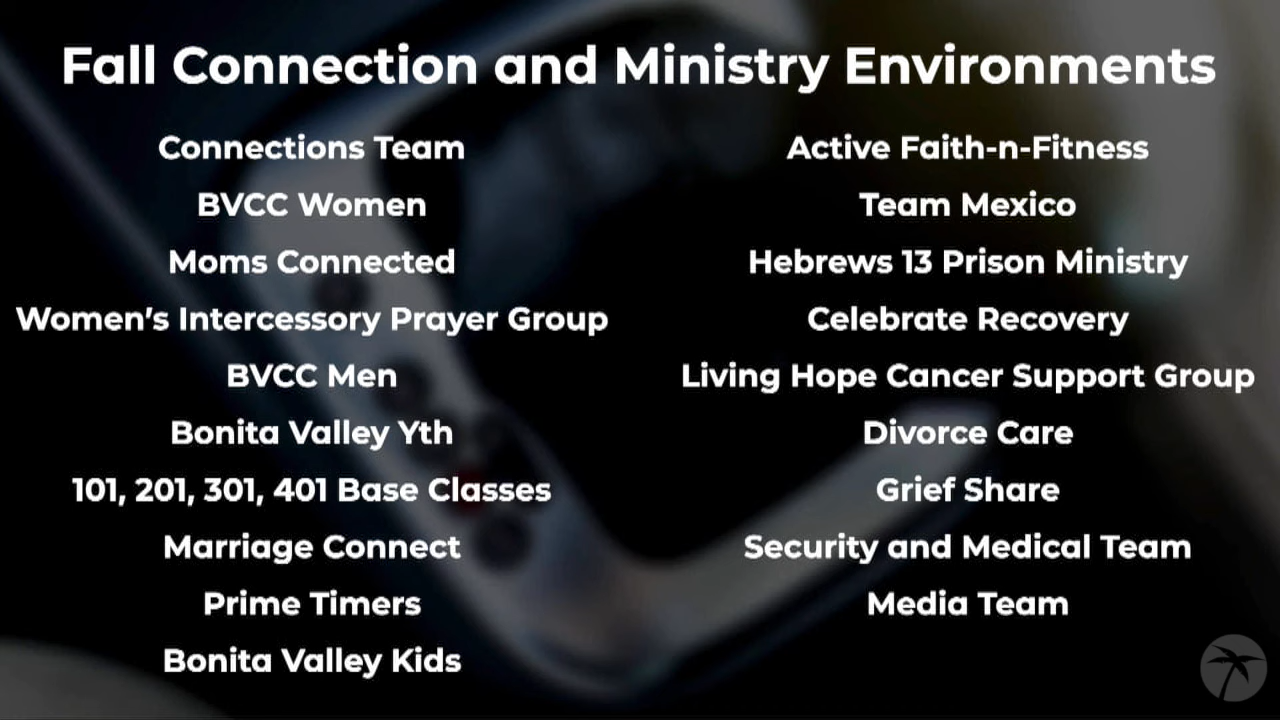 Fall Connection and Ministry Environments
Connections Team
BVCC Women
Moms Connected
Women's Intercessory Prayer Group
BVCC Men
Bonita Valley Yth
101, 201, 301, 401 Base Classes
Marriage Connect
Prime Timers
Bonita Valley Kids
Active Faith-n-Fitness
Team Mexico
Hebrews 13 Prison Ministry
Celebrate Recovery
Living Hope Cancer Support Group
Divorce Care
Grief Share
Security and Medical Team
Media Team